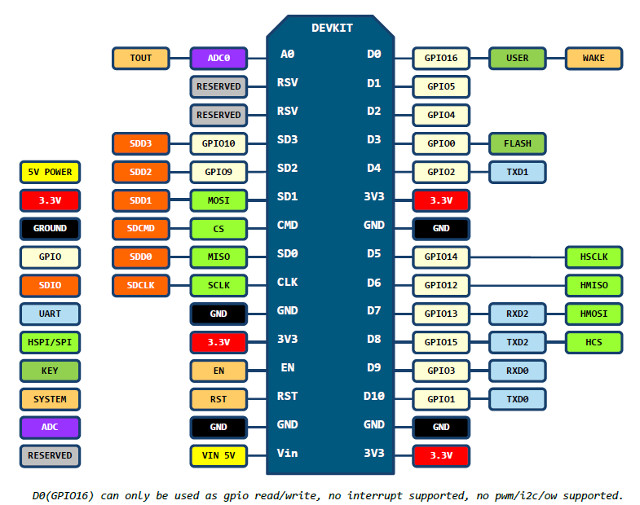 DEVKIT
TOUT ADC0 A0 D0 GPIO16 USER WAKE
RESERVED RSV D1 GPIO5
RESERVED RSV D2 GPIO4
SDD3 GPIO10 SD3 D3 GPIO0 FLASH
5V POWER SDD2 GPIO9 SD2 D4 GPIO2 TXD1
3.3V SDD1 MOSI SD1 3V3 3.3V
GROUND SDCMD CS CMD GND GND
GPIO SDD0 MISO SD0 D5 GPIO14 HSCLK
SDIO SDCLK SCLK CLK D6 GPIO12 HMISO
UART GND GND D7 GPIO13 RXD2 HMOSI
HSPI/SPI 3.3V 3V3 D8 GPIO15 TXD2 HCS
KEY EN EN D9 GPIO3 RXD0
SYSTEM RST RST D10 GPIO1 TXD0
ADC GND GND GND GND
RESERVED VIN 5V Vin 3V3 3.3V
D0(GPIO16) can only be used as gpio read/write, no interrupt supported, no pwm/i2c/ow supported.